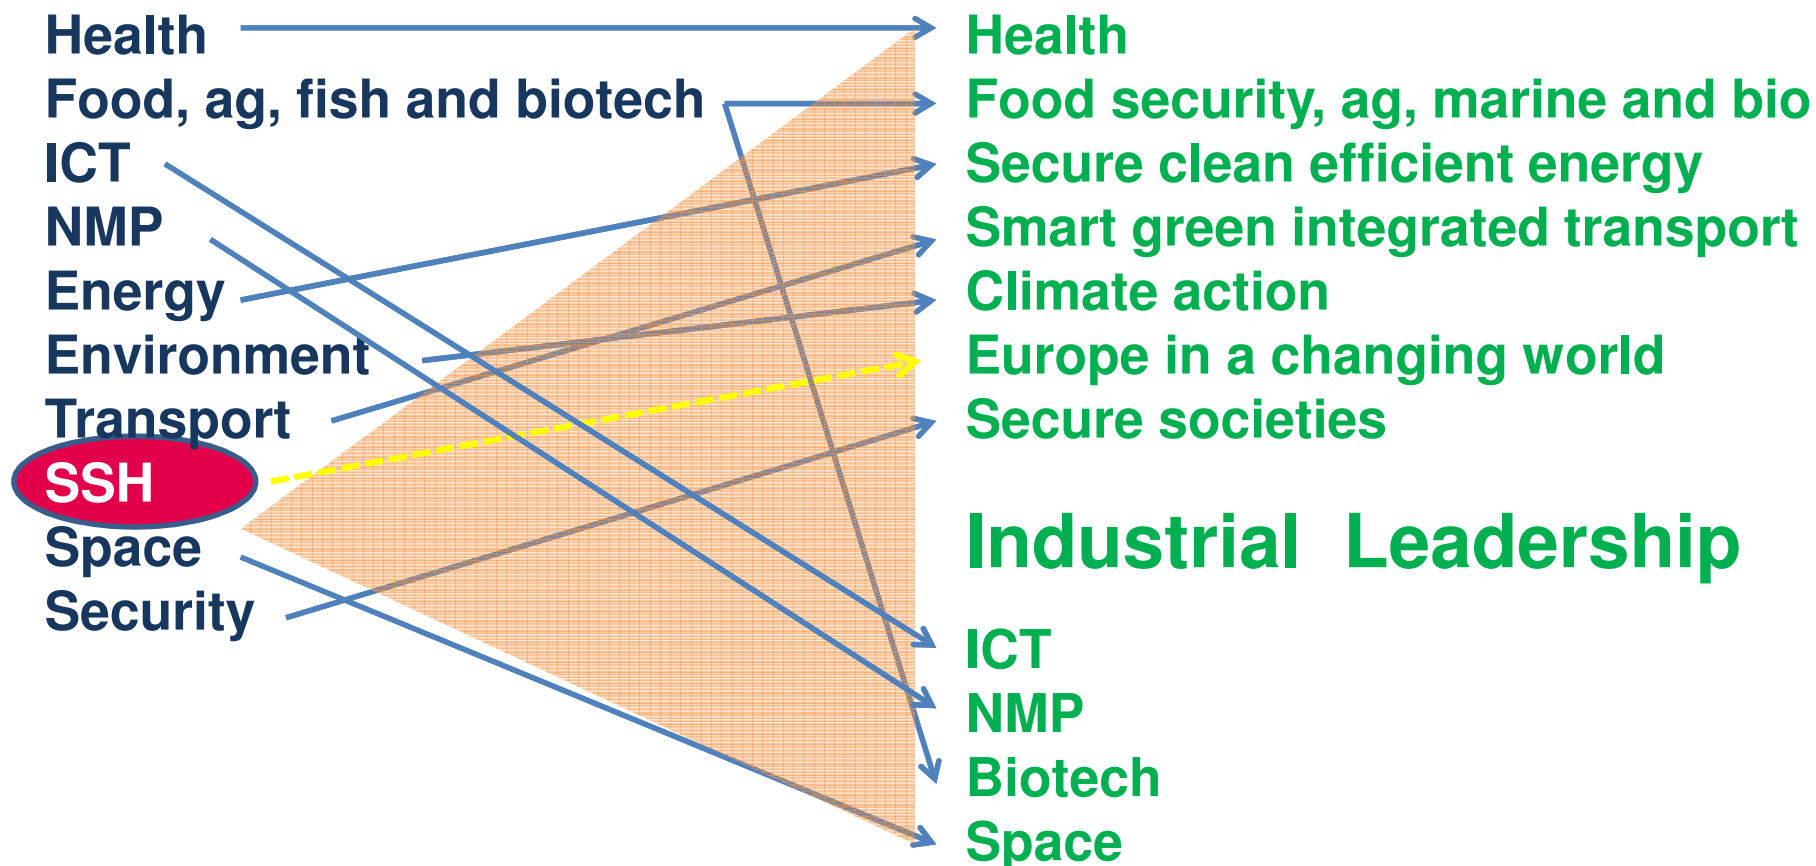 Health
Food, ag, fish and biotech
ICT
NMP
Energy
Environment
Transport
SSH
Space
Security
Health
Food security, ag, marine and bio
Secure clean efficient energy
Smart green integrated transport
Climate action
Europe in a changing world
Secure societies
Industrial Leadership
ICT
NMP
Biotech
Space